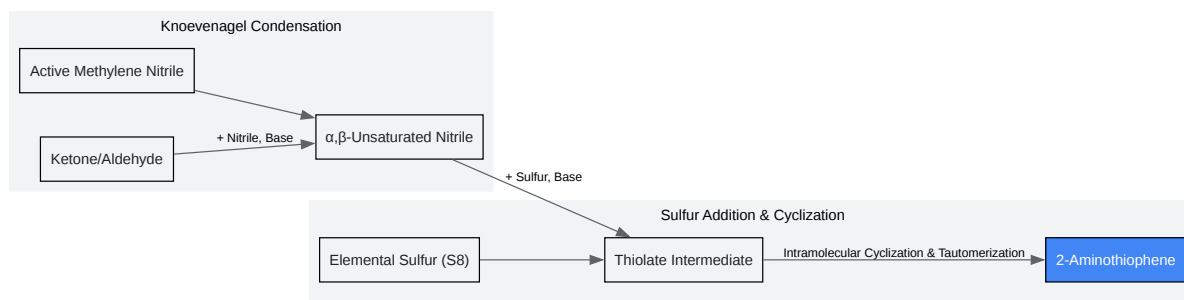 Knoevenagel Condensation
Active Methylene Nitrile
+ Nitrile, Base
α,β-Unsaturated Nitrile
Ketone/Aldehyde
+ Sulfur, Base
Sulfur Addition & Cyclization
Elemental Sulfur (S8)
Thiolate Intermediate
Intramolecular Cyclization & Tautomerization
2-Aminothiophene